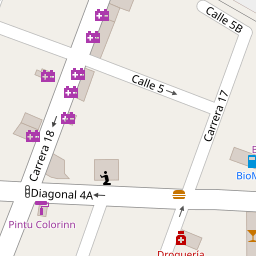 Calle 5B
Calle 5
Carrera 17
Carrera 18
BioM
Diagonal 4A
Pintu Colorinn
Droguería